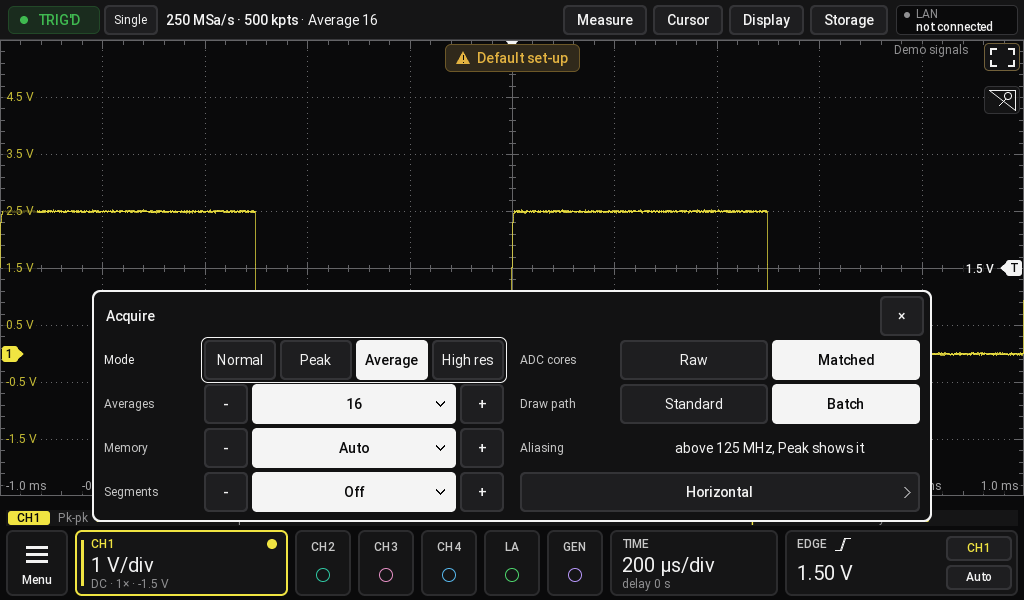 TRIG'D Single 250 MSa/s · 500 kpts · Average 16 Measure Cursor Display Storage LAN
not connected
Demo signals
Default set-up
4.5 V
3.5 V
2.5 V
1.5 V 1.5 V T
0.5 V
1
-0.5 V
-1.5 V
-1.0 ms 1.0 ms
Acquire ×
Mode Normal Peak Average High res ADC cores Raw Matched
Averages - 16 + Draw path Standard Batch
Memory - Auto + Aliasing above 125 MHz, Peak shows it
Segments - Off + Horizontal
CH1 Pk-pk
Menu
CH1
1 V/div
DC · 1× · -1.5 V
CH2 CH3 CH4 LA GEN
TIME
200 µs/div
delay 0 s
EDGE CH1
1.50 V Auto